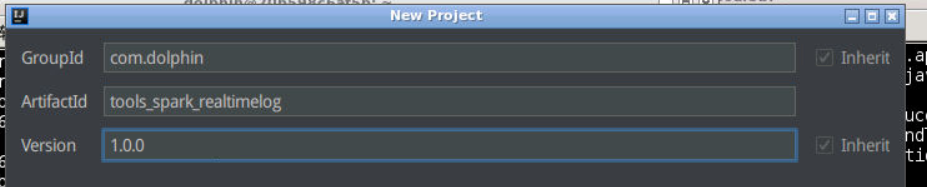 New Project
GroupId com.dolphin Inherit
ArtifactId tools_spark_realtimelog
Version 1.0.0 Inherit